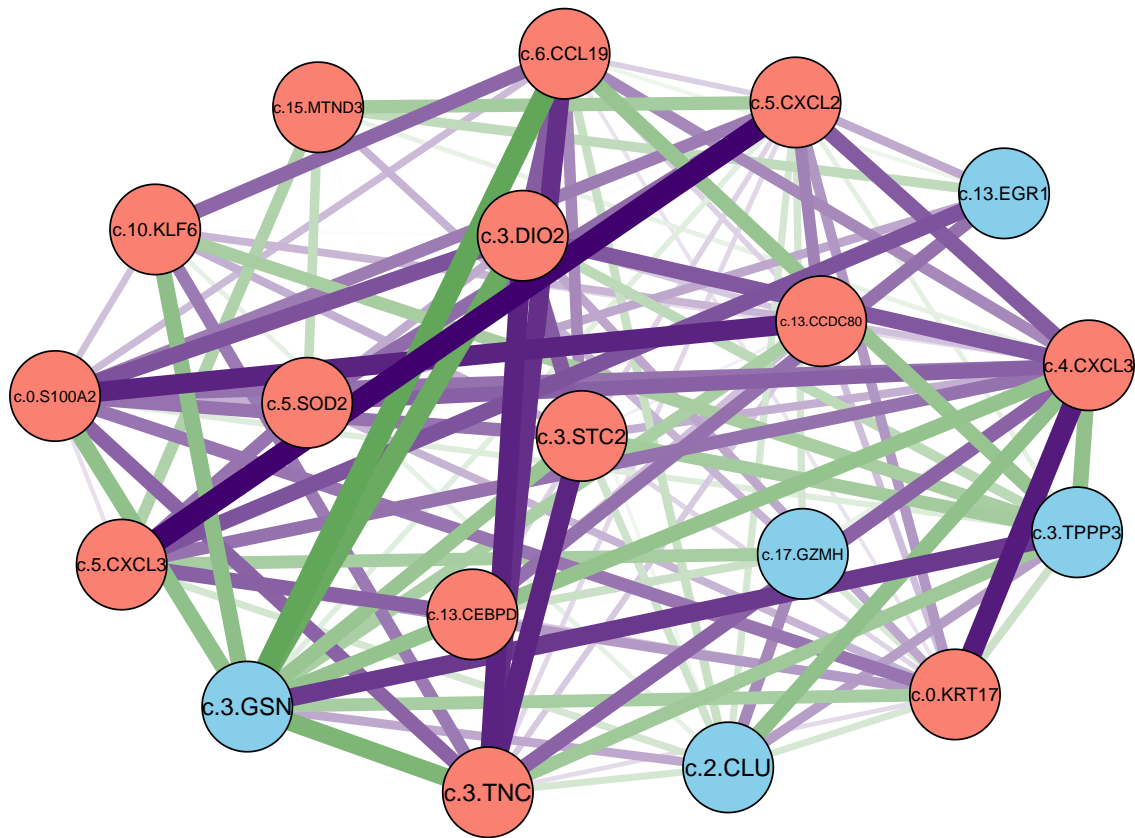 c.6.CCL19
c.5.CXCL2
c.15.MTND3
c.13.EGR1
c.10.KLF6
c.3.DIO2
c.13.CCDC80
c.4.CXCL3
c.0.S100A2
c.5.SOD2
c.3.STC2
c.3.TPPP3
c.17.GZMH
c.5.CXCL3
c.13.CEBPD
c.0.KRT17
c.3.GSN
c.2.CLU
c.3.TNC